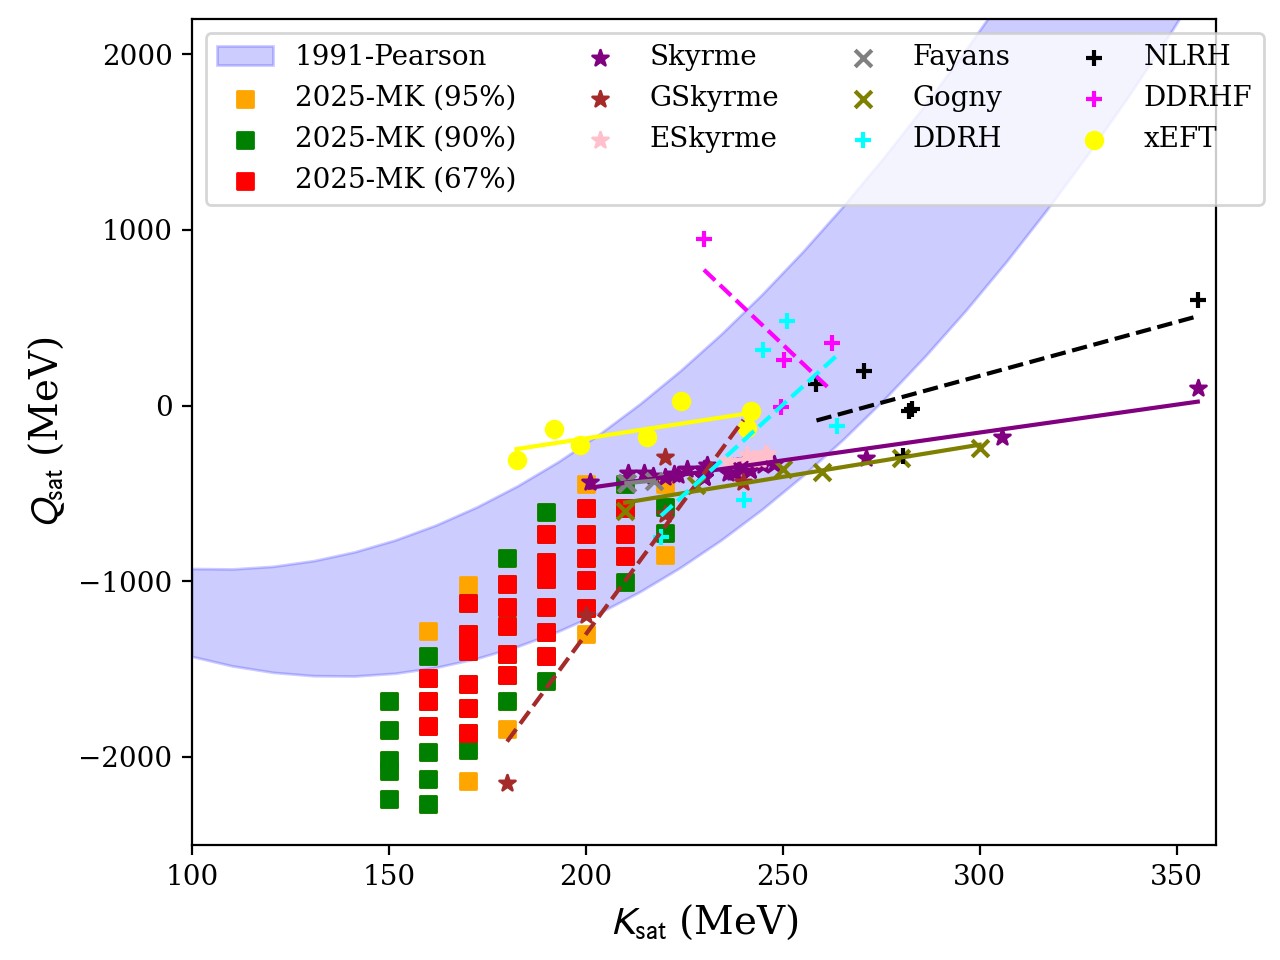 1991-Pearson
2025-MK (95%)
2025-MK (90%)
2025-MK (67%)
Skyrme
GSkyrme
ESkyrme
Fayans
Gogny
DDRH
NLRH
DDRHF
xEFT
2000
1000
0
−1000
−2000
Qsat (MeV)
100 150 200 250 300 350
Ksat (MeV)